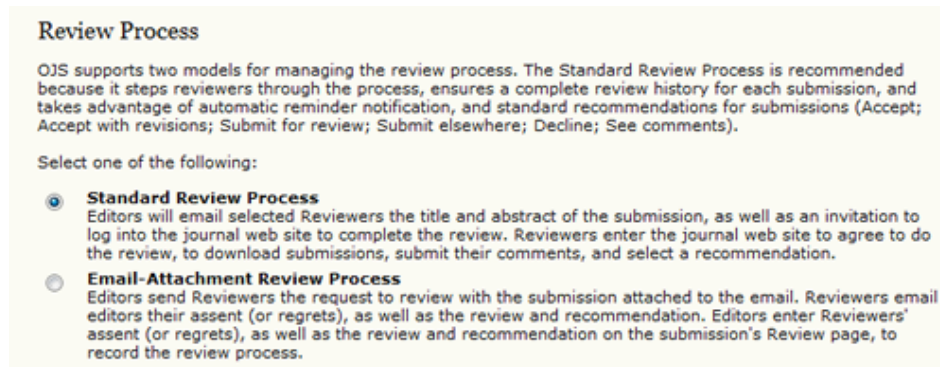 Review Process
OJS supports two models for managing the review process. The Standard Review Process is recommended
because it steps reviewers through the process, ensures a complete review history for each submission, and
takes advantage of automatic reminder notification, and standard recommendations for submissions (Accept;
Accept with revisions; Submit for review; Submit elsewhere; Decline; See comments).
Select one of the following:
Standard Review Process
Editors will email selected Reviewers the title and abstract of the submission, as well as an invitation to
log into the journal web site to complete the review. Reviewers enter the journal web site to agree to do
the review, to download submissions, submit their comments, and select a recommendation.
Email-Attachment Review Process
Editors send Reviewers the request to review with the submission attached to the email. Reviewers email
editors their assent (or regrets), as well as the review and recommendation. Editors enter Reviewers'
assent (or regrets), as well as the review and recommendation on the submission's Review page, to
record the review process.